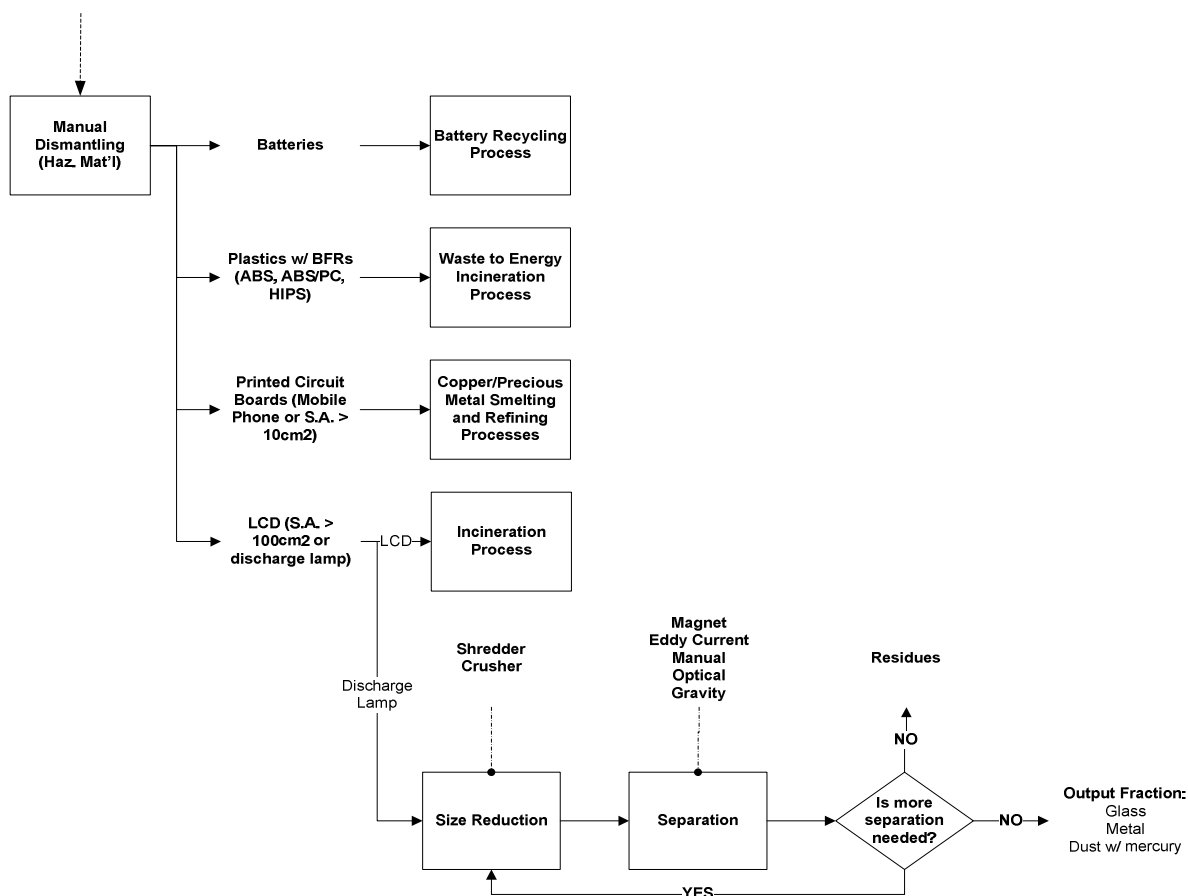 Manual
Dismantling
(Haz. Mat'l)
Batteries
Battery Recycling
Process
Plastics w/ BFRs
(ABS, ABS/PC,
HIPS)
Waste to Energy
Incineration
Process
Printed Circuit
Boards (Mobile
Phone or S.A. >
10cm2)
Copper/Precious
Metal Smelting
and Refining
Processes
LCD (S.A. >
100cm2 or
discharge lamp)
LCD
Incineration
Process
Discharge
Lamp
Shredder
Crusher
Magnet
Eddy Current
Manual
Optical
Gravity
Residues
NO
Size Reduction
Separation
Is more
separation
needed?
NO
Output Fraction:
Glass
Metal
Dust w/ mercury
YES